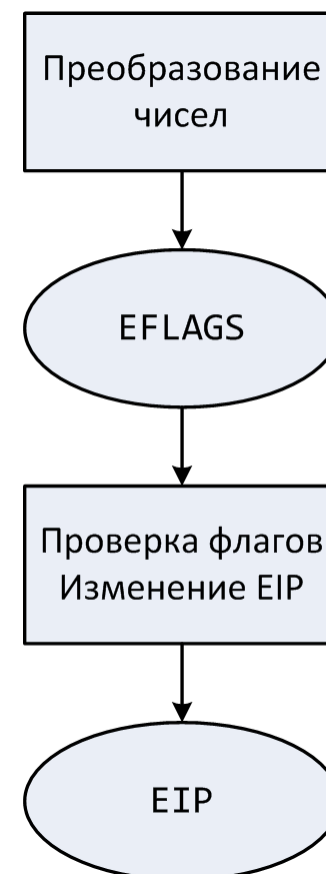 Преобразование
чисел
EFLAGS
Проверка флагов
Изменение EIP
EIP